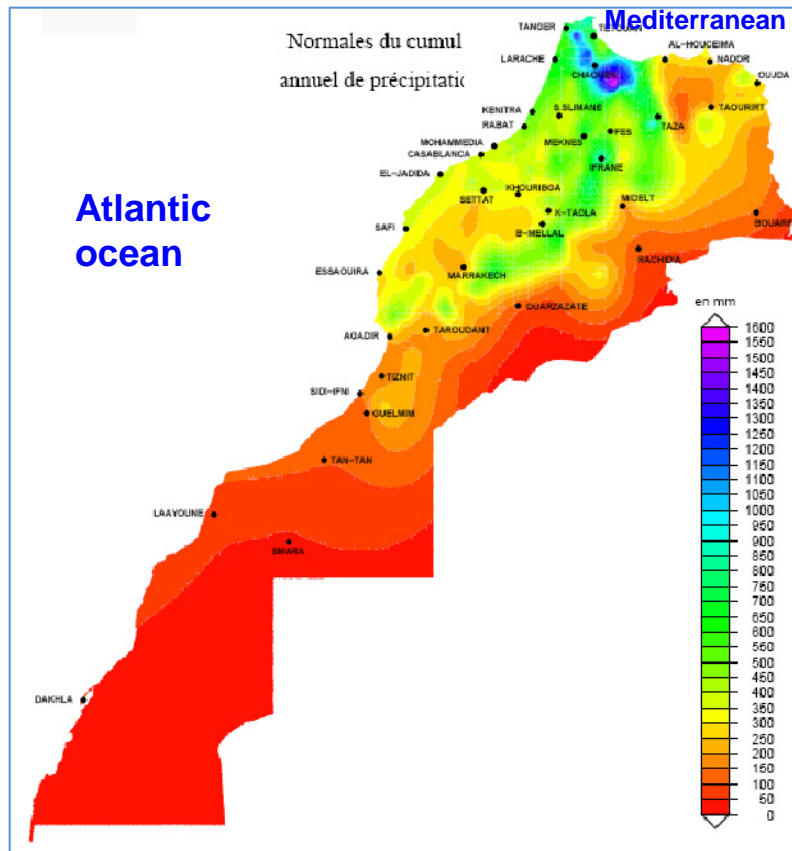 Mediterranean
TANGER
TETOUAN
Normales du cumul
AL-HOUCEIMA
LARACHE
NADOR
CHAOUEN
OUJDA
annuel de précipitatio
KENITRA
S.SLIMANE
TAOURIRT
RABAT
TAZA
FES
MEKNES
MOHAMMEDIA
CASABLANCA
IFRANE
EL-JADIDA
KHOURIBGA
SETTAT
MIDELT
K-TADLA
Atlantic
ocean
BOUARF
SAFI
B-MELLAL
RACHIDIA
ESSAOUIRA
MARRAKECH
OUARZAZATE
en mm
TAROUDANT
AGADIR
1600
1550
1500
1450
1400
1350
1300
1250
1200
1150
1100
1050
1000
950
900
850
800
750
700
650
600
550
500
450
400
350
300
250
200
150
100
50
0
TIZNIT
SIDI-IFNI
GUELMIM
TAN-TAN
LAAYOUNE
SMARA
DAKHLA